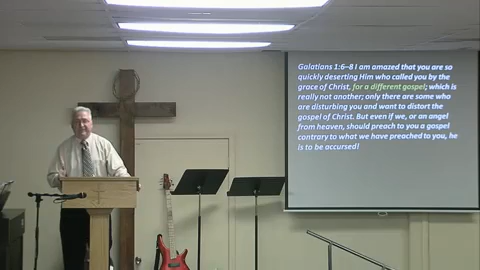 Galatians 1:6–8 I am amazed that you are so
quickly deserting Him who called you by the
grace of Christ, for a different gospel; which is
really not another; only there are some who
are disturbing you and want to distort the
gospel of Christ. But even if we, or an angel
from heaven, should preach to you a gospel
contrary to what we have preached to you, he
is to be accursed!